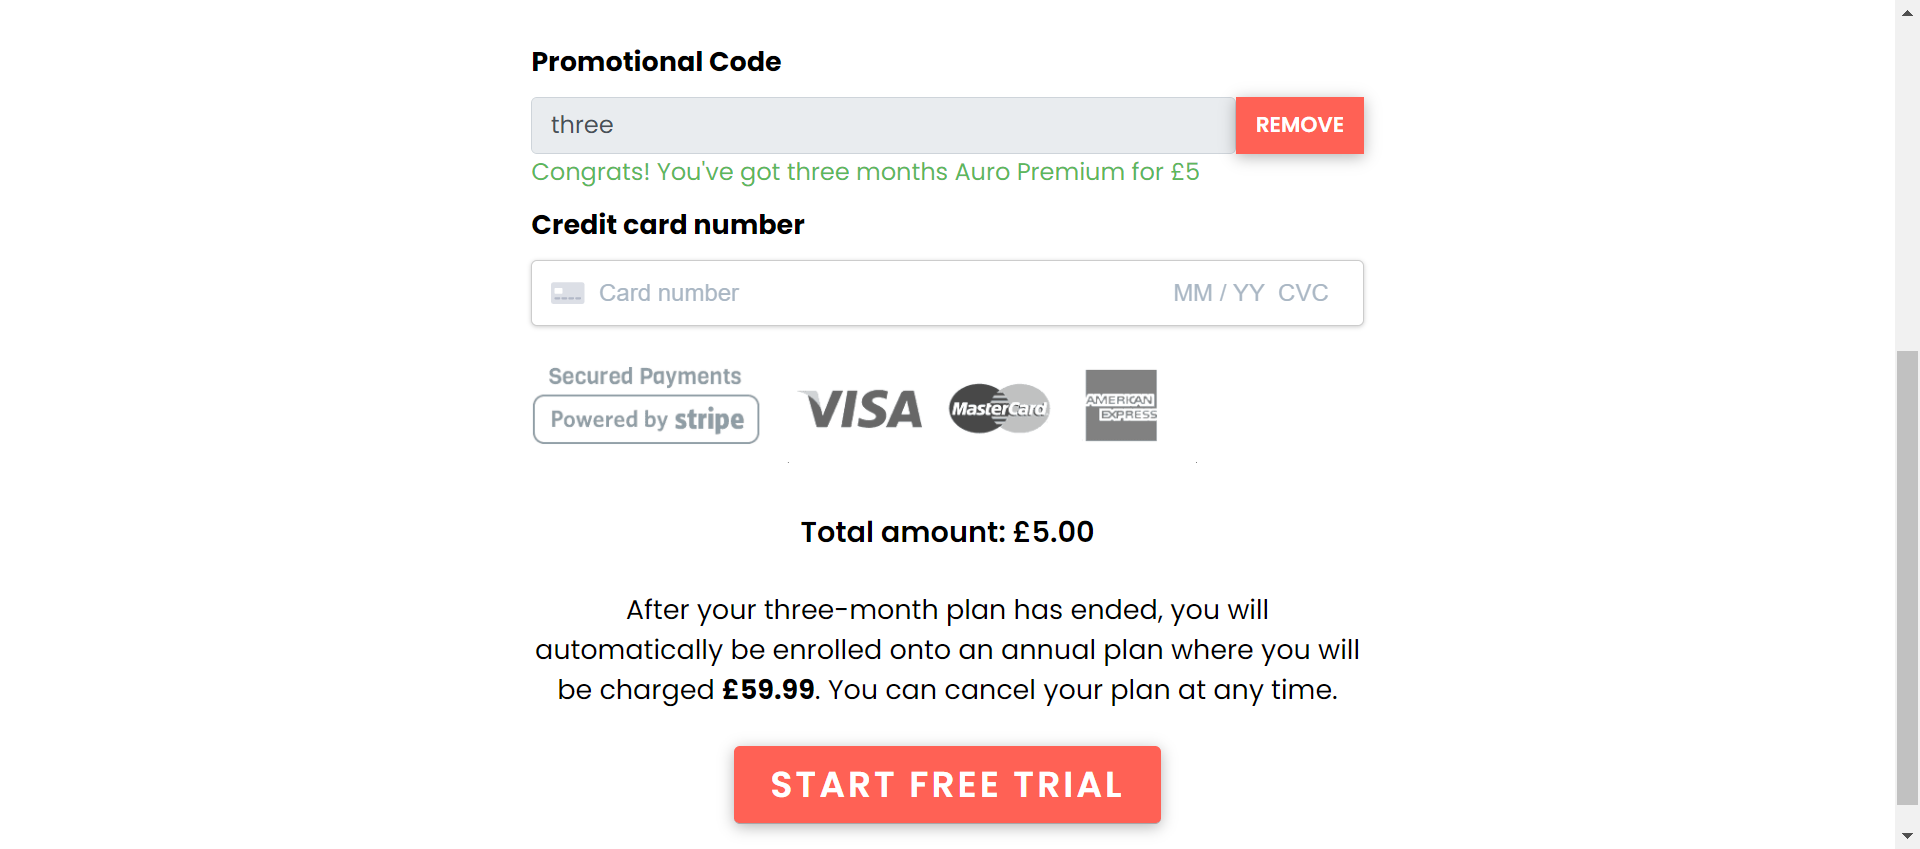 Promotional Code
three
REMOVE
Congrats! You've got three months Auro Premium for £5
Credit card number
Card number MM / YY CVC
Secured Payments
Powered by stripe
VISA
MasterCard
AMERICAN
EXPRESS
Total amount: £5.00
After your three-month plan has ended, you will
automatically be enrolled onto an annual plan where you will
be charged £59.99. You can cancel your plan at any time.
START FREE TRIAL